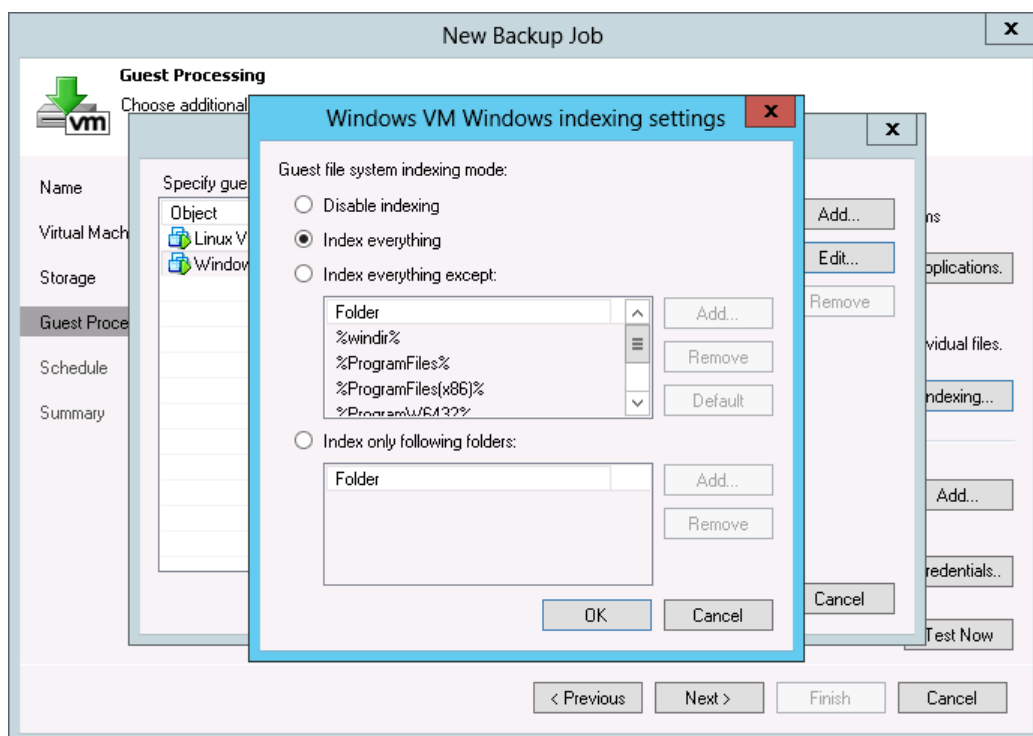 New Backup Job
x
Guest Processing
Choose additional
vm
Windows VM Windows indexing settings
x
x
Name
Virtual Mach
Storage
Guest Proce
Schedule
Summary
Specify gue
Object
Linux V
Window
Guest file system indexing mode:
Disable indexing
Index everything
Index everything except:
Folder
%windir%
%ProgramFiles%
%ProgramFiles(x86)%
%ProgramW6432%
Add...
Remove
Default
Index only following folders:
Folder
Add...
Remove
OK
Cancel
Add...
Edit...
Remove
Cancel
ns
pplications.
vidual files.
ndexing...
Add...
redentials..
Test Now
< Previous
Next >
Finish
Cancel